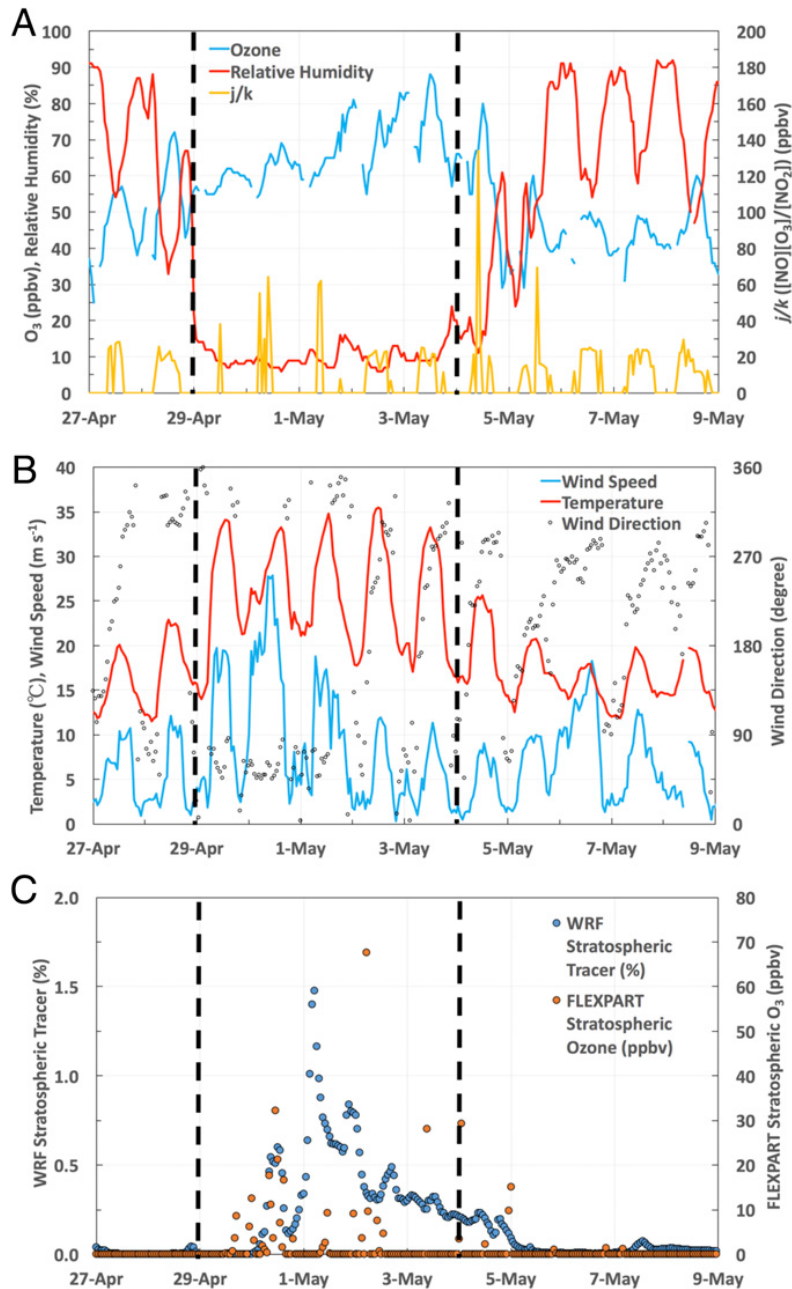 A
Ozone
Relative Humidity
j/k
O₃ (ppbv), Relative Humidity (%)
100
90
80
70
60
50
40
30
20
10
0
200
180
160
140
120
100
80
60
40
20
0
j/k ([NO][O₃]/[NO₂]) (ppbv)
27-Apr 29-Apr 1-May 3-May 5-May 7-May 9-May
B
Wind Speed
Temperature
Wind Direction
Temperature (℃), Wind Speed (m s⁻¹)
40
35
30
25
20
15
10
5
0
360
270
180
90
0
Wind Direction (degree)
27-Apr 29-Apr 1-May 3-May 5-May 7-May 9-May
C
WRF
Stratospheric
Tracer (%)
FLEXPART
Stratospheric
Ozone (ppbv)
WRF Stratospheric Tracer (%)
2.0
1.5
1.0
0.5
0.0
80
70
60
50
40
30
20
10
0
FLEXPART Stratospheric O₃ (ppbv)
27-Apr 29-Apr 1-May 3-May 5-May 7-May 9-May